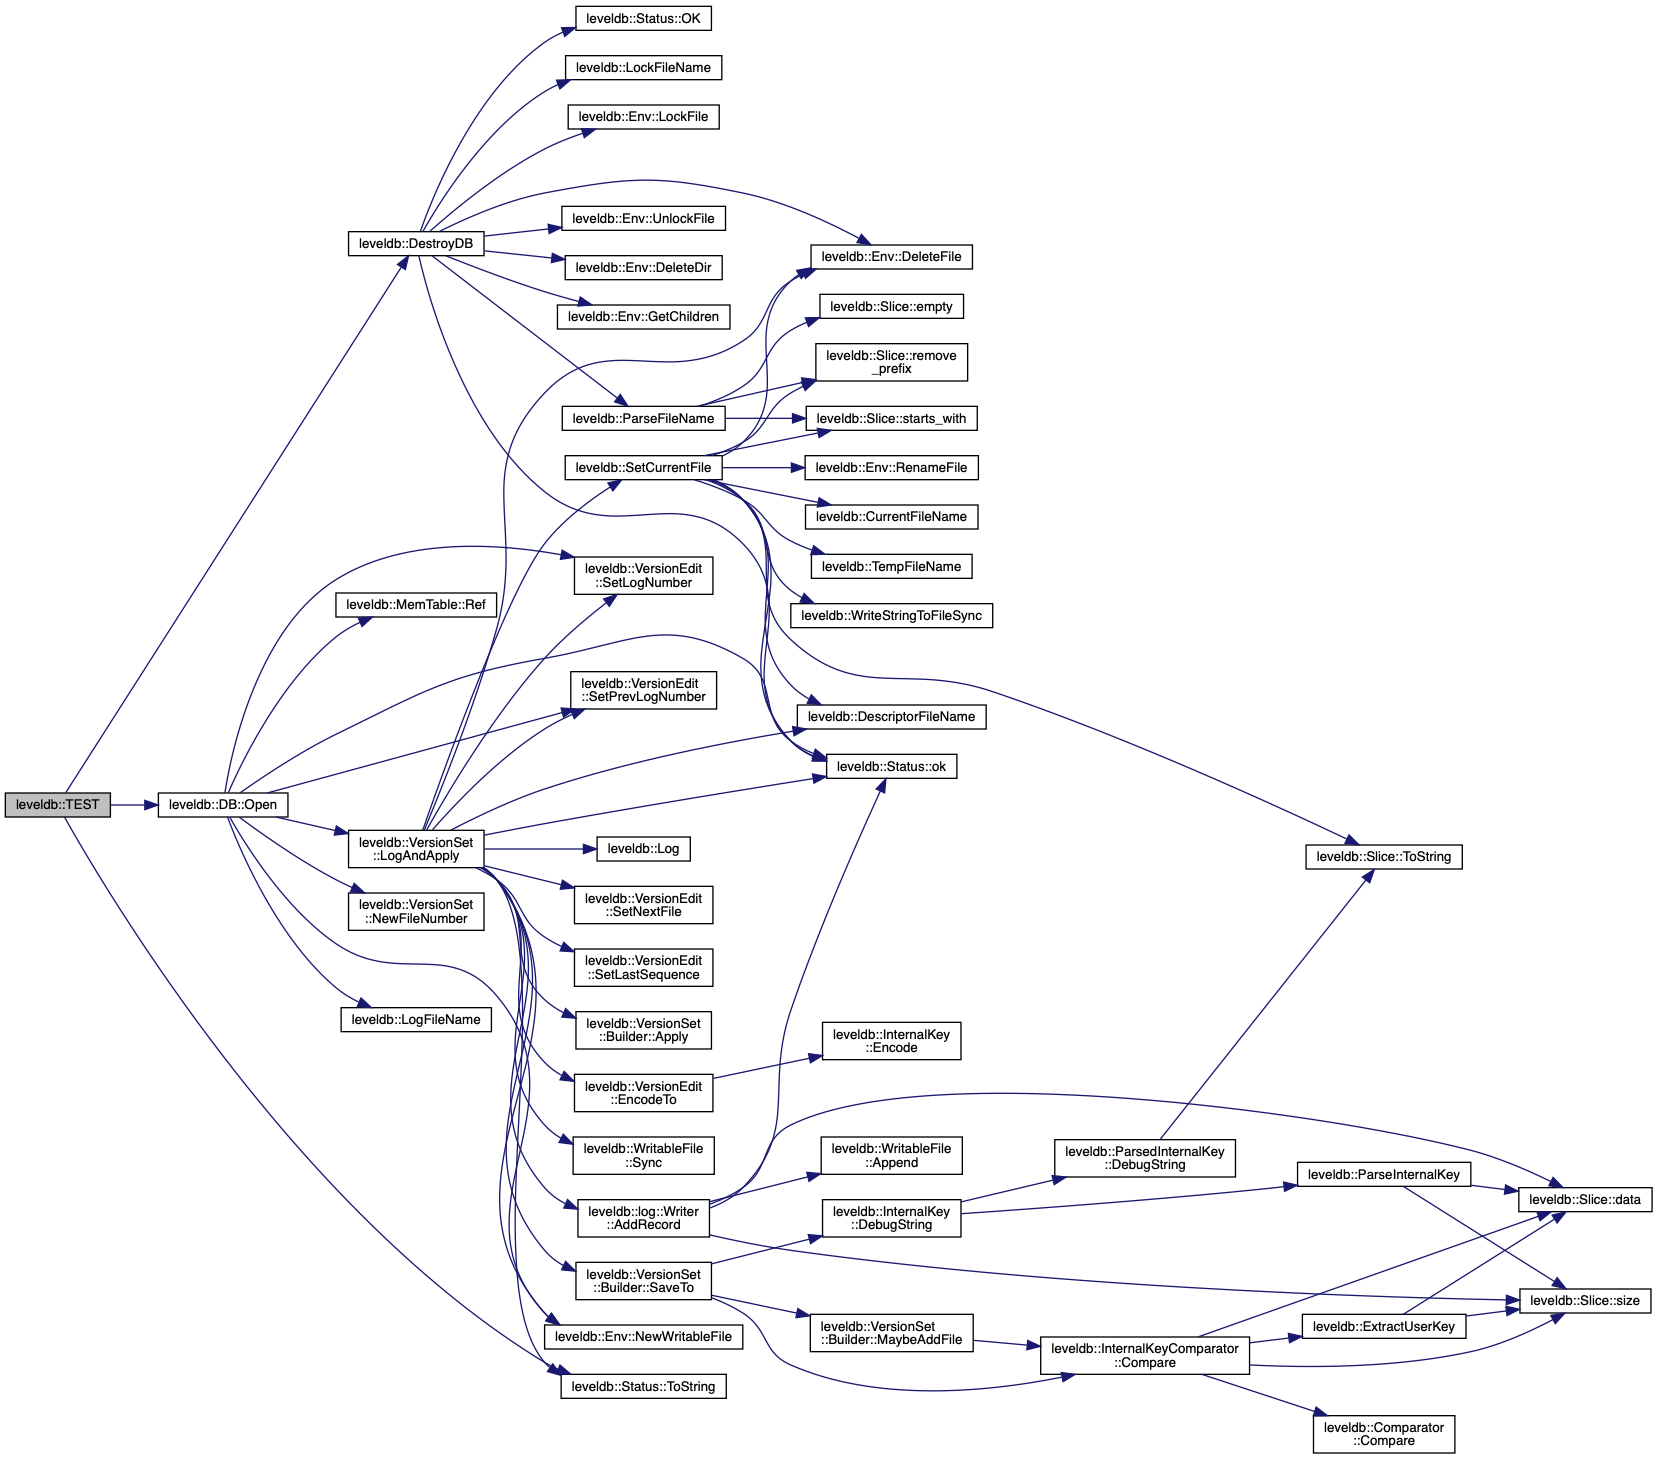 leveldb::Status::OK
leveldb::LockFileName
leveldb::Env::LockFile
leveldb::Env::UnlockFile
leveldb::DestroyDB
leveldb::Env::DeleteFile
leveldb::Env::DeleteDir
leveldb::Slice::empty
leveldb::Env::GetChildren
leveldb::Slice::remove
_prefix
leveldb::ParseFileName
leveldb::Slice::starts_with
leveldb::SetCurrentFile
leveldb::Env::RenameFile
leveldb::CurrentFileName
leveldb::VersionEdit
::SetLogNumber
leveldb::TempFileName
leveldb::MemTable::Ref
leveldb::WriteStringToFileSync
leveldb::VersionEdit
::SetPrevLogNumber
leveldb::DescriptorFileName
leveldb::Status::ok
leveldb::TEST
leveldb::DB::Open
leveldb::VersionSet
::LogAndApply
leveldb::Log
leveldb::Slice::ToString
leveldb::VersionSet
::NewFileNumber
leveldb::VersionEdit
::SetNextFile
leveldb::VersionEdit
::SetLastSequence
leveldb::LogFileName
leveldb::VersionSet
::Builder::Apply
leveldb::InternalKey
::Encode
leveldb::VersionEdit
::EncodeTo
leveldb::WritableFile
::Sync
leveldb::WritableFile
::Append
leveldb::ParsedInternalKey
::DebugString
leveldb::ParseInternalKey
leveldb::Slice::data
leveldb::log::Writer
::AddRecord
leveldb::InternalKey
::DebugString
leveldb::VersionSet
::Builder::SaveTo
leveldb::Slice::size
leveldb::Env::NewWritableFile
leveldb::VersionSet
::Builder::MaybeAddFile
leveldb::ExtractUserKey
leveldb::InternalKeyComparator
::Compare
leveldb::Status::ToString
leveldb::Comparator
::Compare